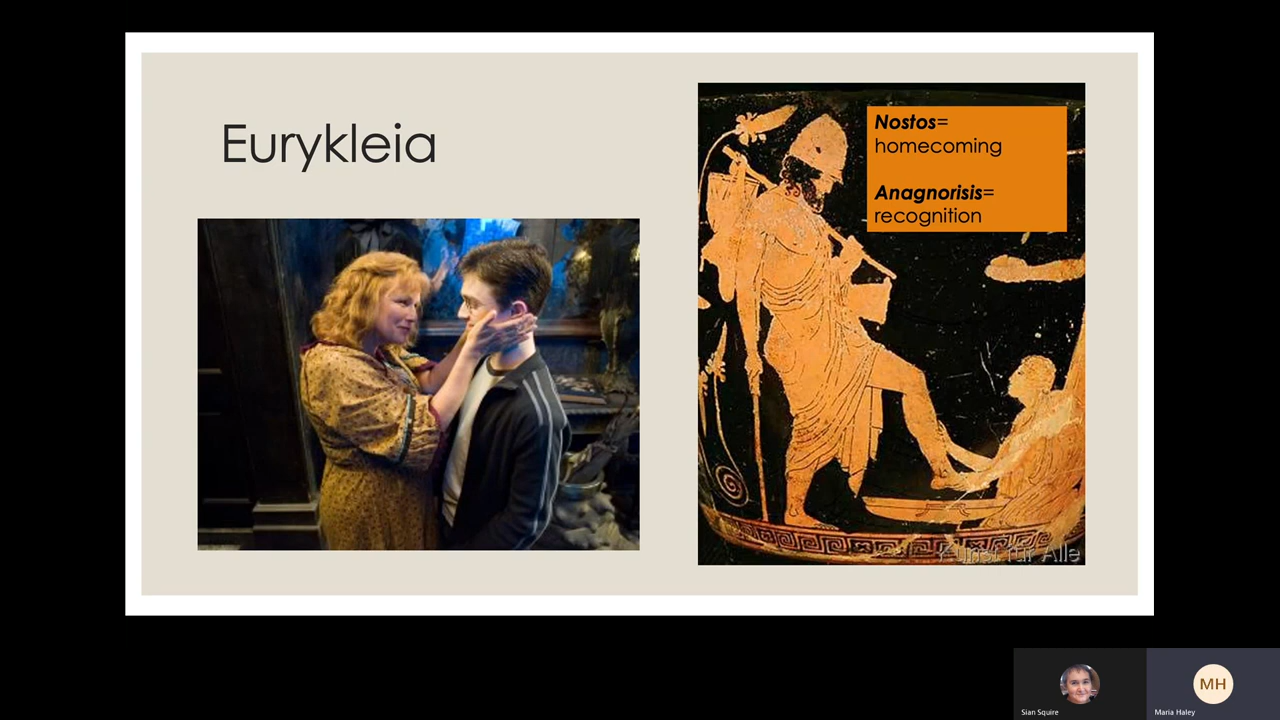 Eurykleia
Nostos=
homecoming
Anagnorisis=
recognition
Kunst für Alle
MH
Sian Squire
Maria Haley